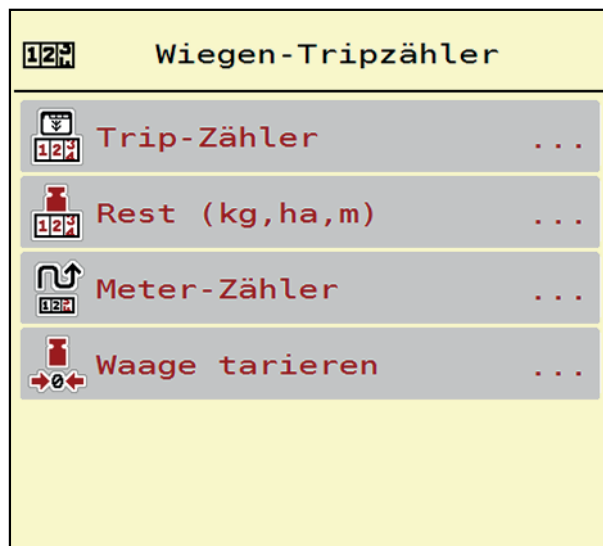 Wiegen-Tripzähler
Trip-Zähler ...
Rest (kg,ha,m) ...
Meter-Zähler ...
Waage tarieren ...